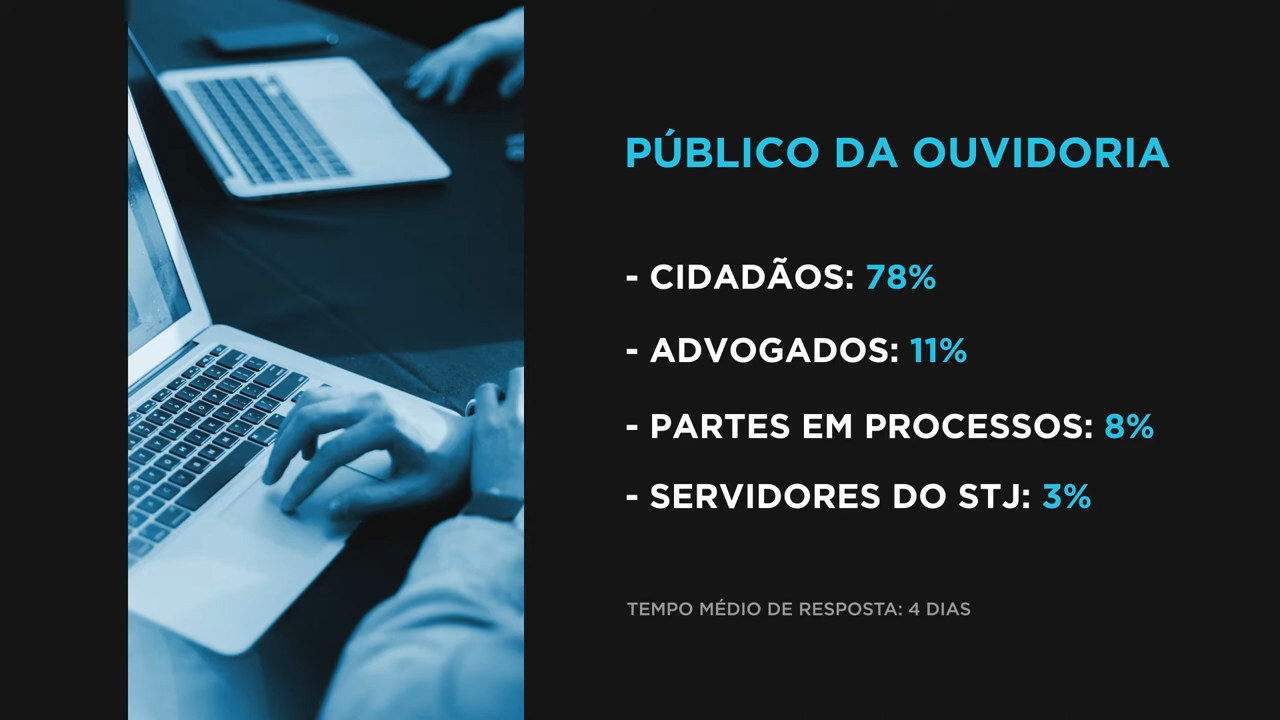 PÚBLICO DA OUVIDORIA
- CIDADÃOS: 78%
- ADVOGADOS: 11%
- PARTES EM PROCESSOS: 8%
- SERVIDORES DO STJ: 3%
TEMPO MÉDIO DE RESPOSTA: 4 DIAS